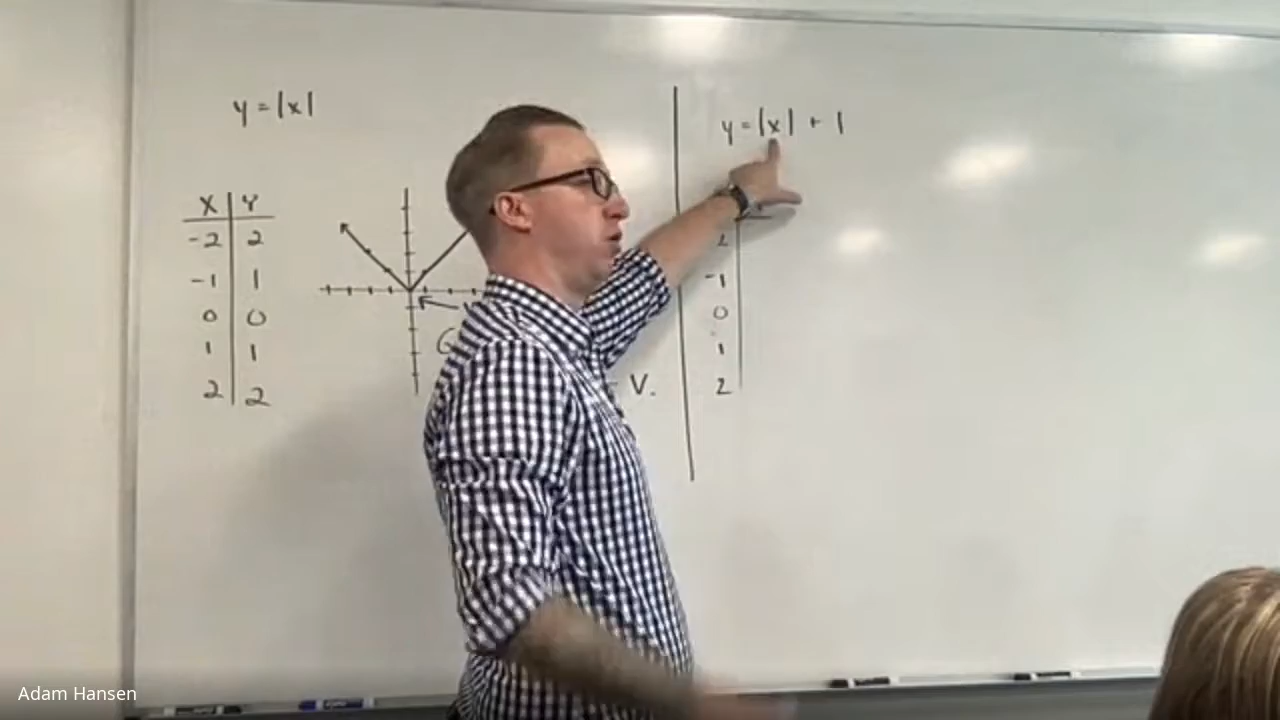 y = |x|
X Y
-2 2
-1 1
0 0
1 1
2 2
V.
y = |x| + 1
-1
0
1
2
Adam Hansen